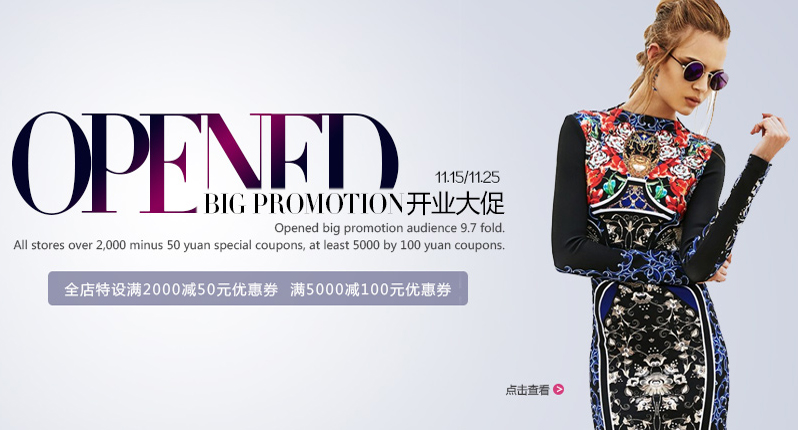 OPENED
11.15/11.25
BIG PROMOTION开业大促
Opened big promotion audience 9.7 fold.
All stores over 2,000 minus 50 yuan special coupons, at least 5000 by 100 yuan coupons.
全店特设满2000减50元优惠券 满5000减100元优惠券
点击查看